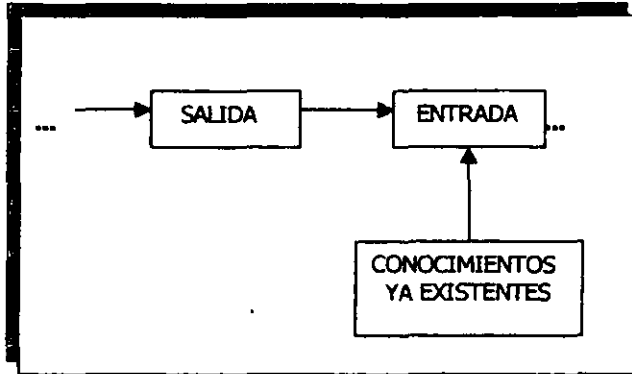 ... SALIDA ENTRADA ...
CONOCIMIENTOS
YA EXISTENTES